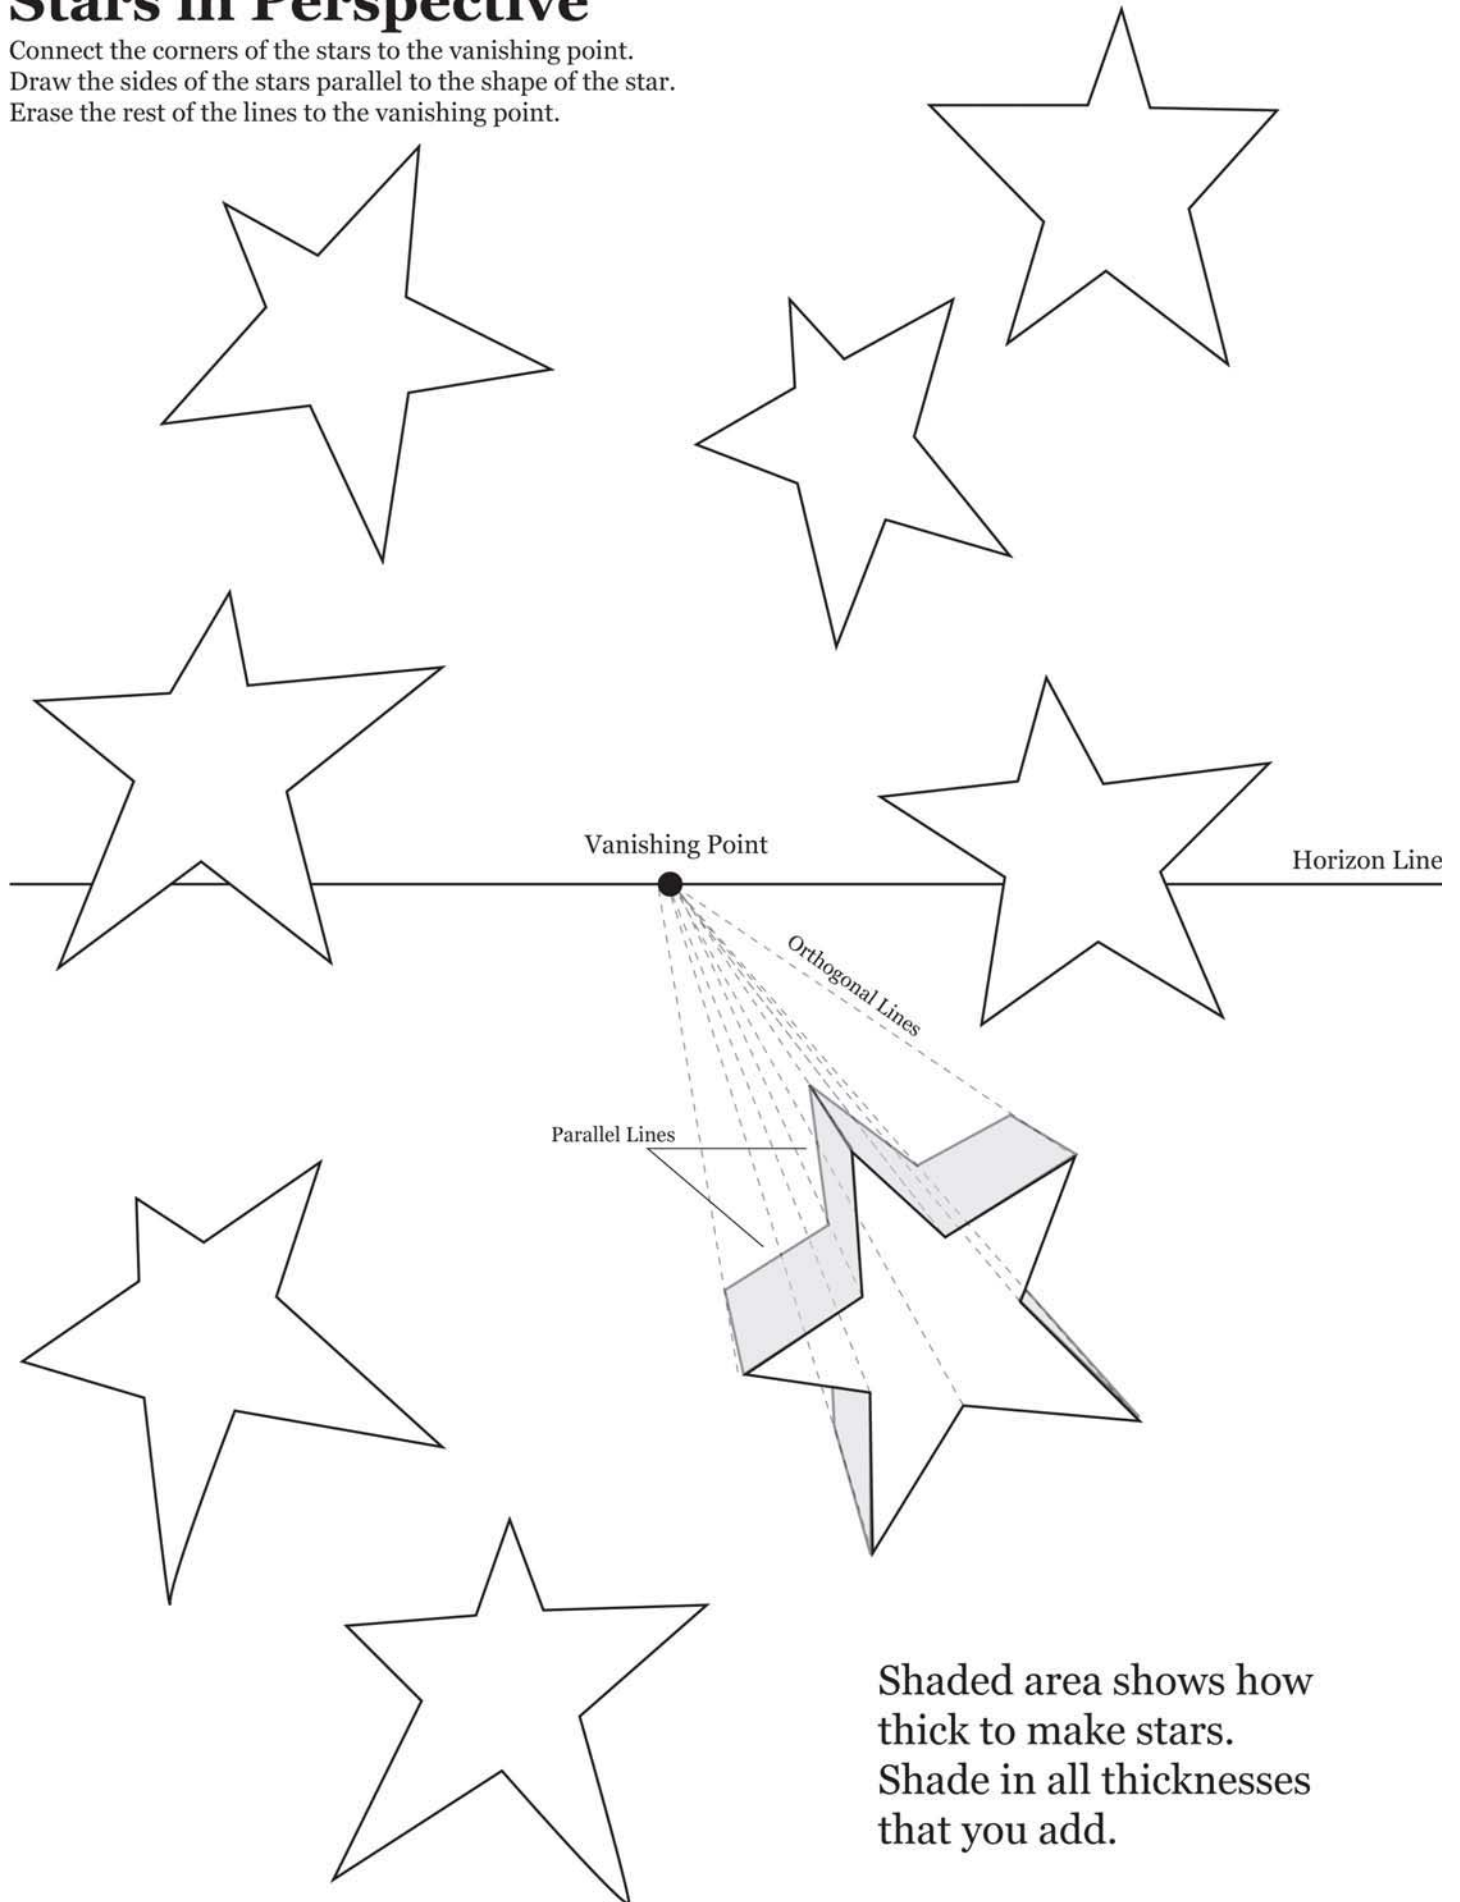 Stars in Perspective
Connect the corners of the stars to the vanishing point.
Draw the sides of the stars parallel to the shape of the star.
Erase the rest of the lines to the vanishing point.
Vanishing Point
Horizon Line
Orthogonal Lines
Parallel Lines
Shaded area shows how
thick to make stars.
Shade in all thicknesses
that you add.